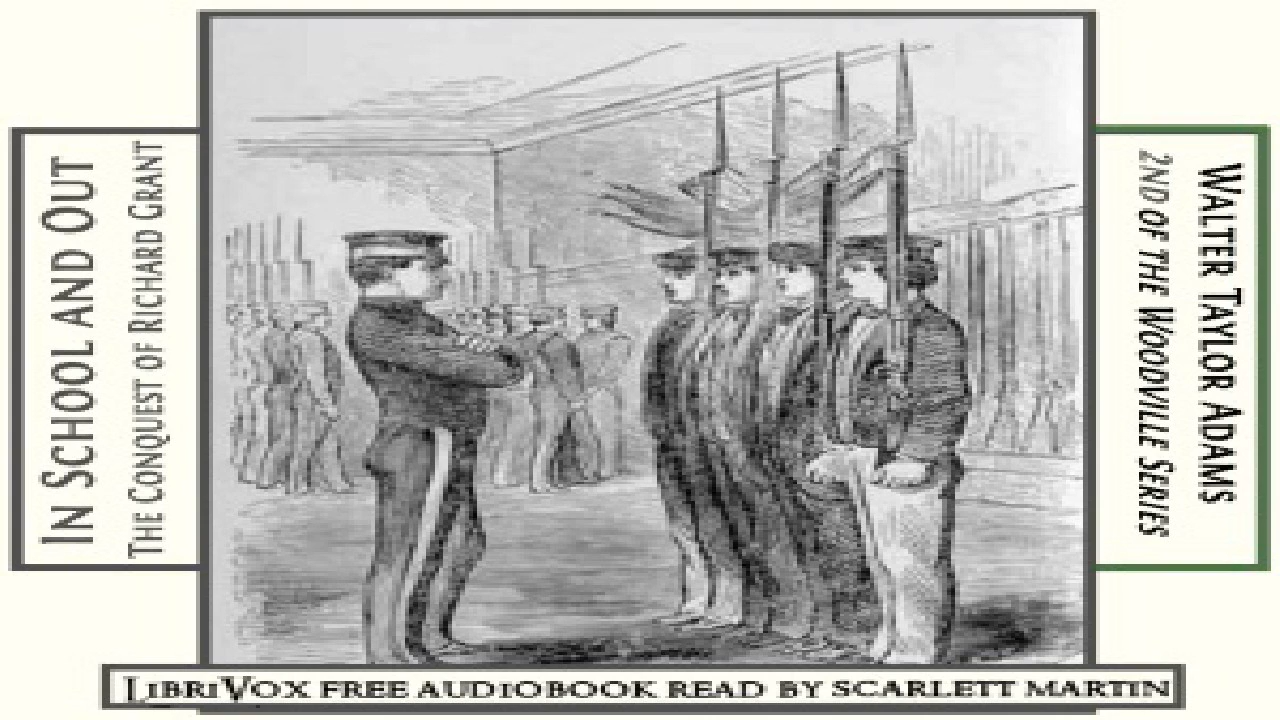 IN SCHOOL AND OUT
THE CONQUEST OF RICHARD GRANT
WALTER TAYLOR ADAMS
2ND OF THE WOODVILLE SERIES
LIBRIVOX FREE AUDIOBOOK READ BY SCARLETT MARTIN